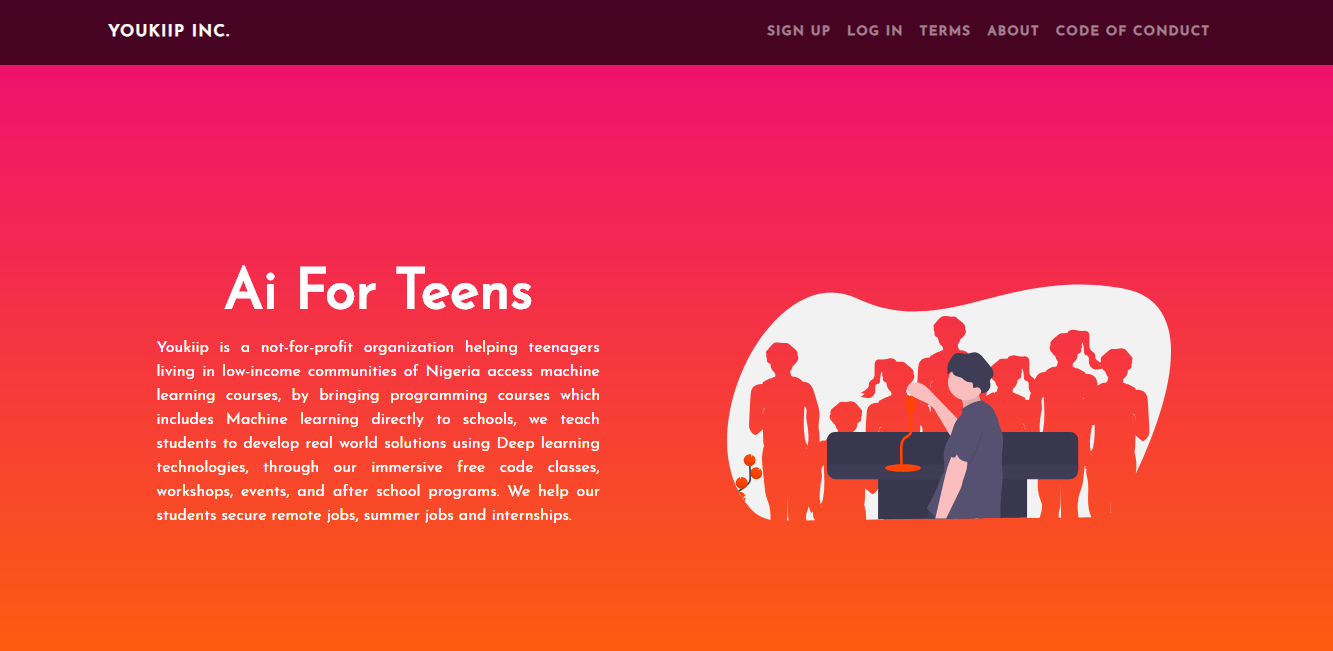 YOUKIIP INC.
SIGN UP LOG IN TERMS ABOUT CODE OF CONDUCT
Ai For Teens
Youkiip is a not-for-profit organization helping teenagers
living in low-income communities of Nigeria access machine
learning courses, by bringing programming courses which
includes Machine learning directly to schools, we teach
students to develop real world solutions using Deep learning
technologies, through our immersive free code classes,
workshops, events, and after school programs. We help our
students secure remote jobs, summer jobs and internships.